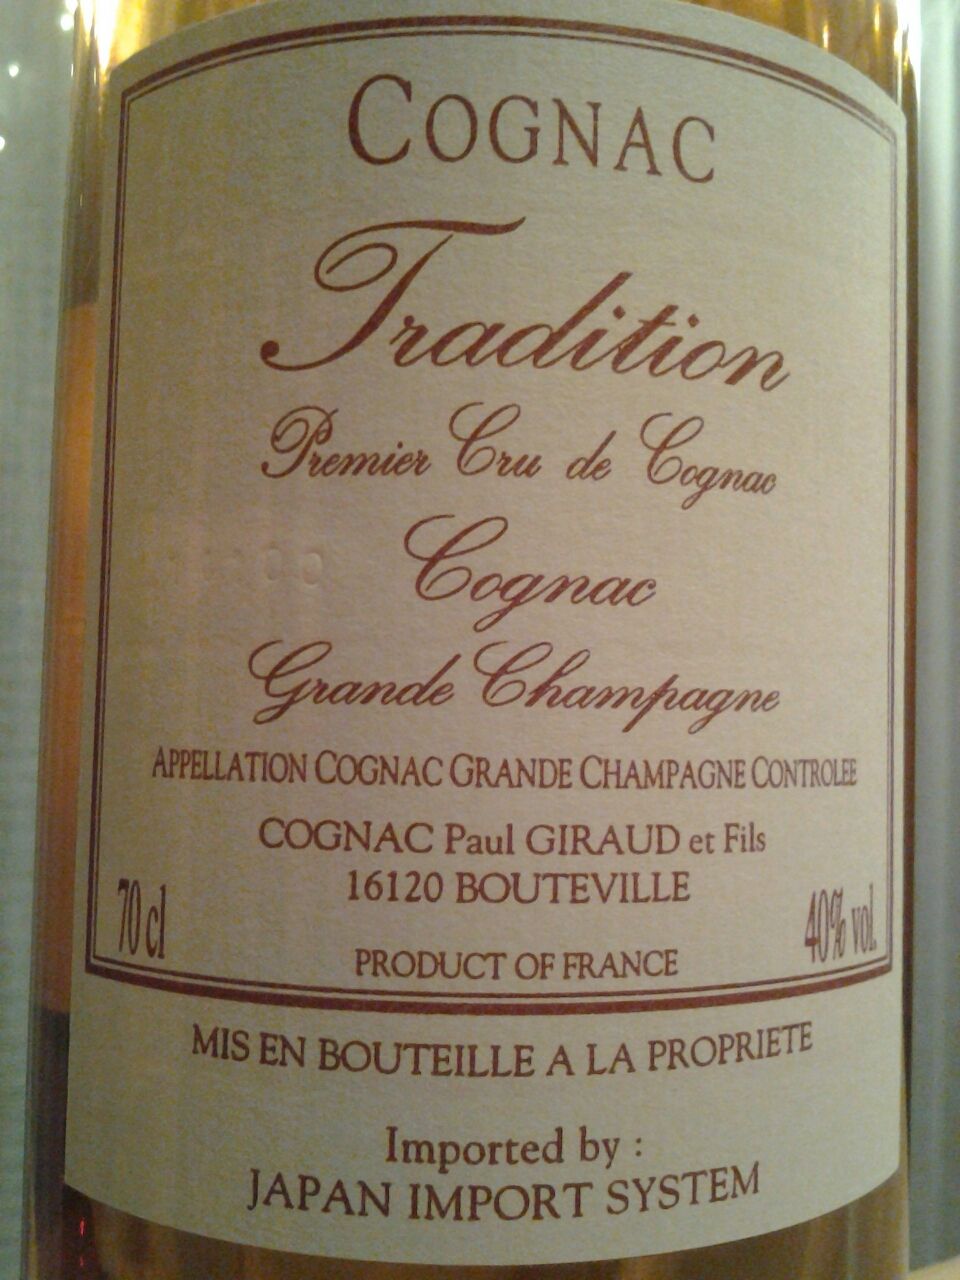 COGNAC
Tradition
Premier Cru de Cognac
Cognac
Grande Champagne
APPELLATION COGNAC GRANDE CHAMPAGNE CONTROLEE
COGNAC Paul GIRAUD et Fils
16120 BOUTEVILLE
70 cl
40% vol.
PRODUCT OF FRANCE
MIS EN BOUTEILLE A LA PROPRIETE
Imported by :
JAPAN IMPORT SYSTEM